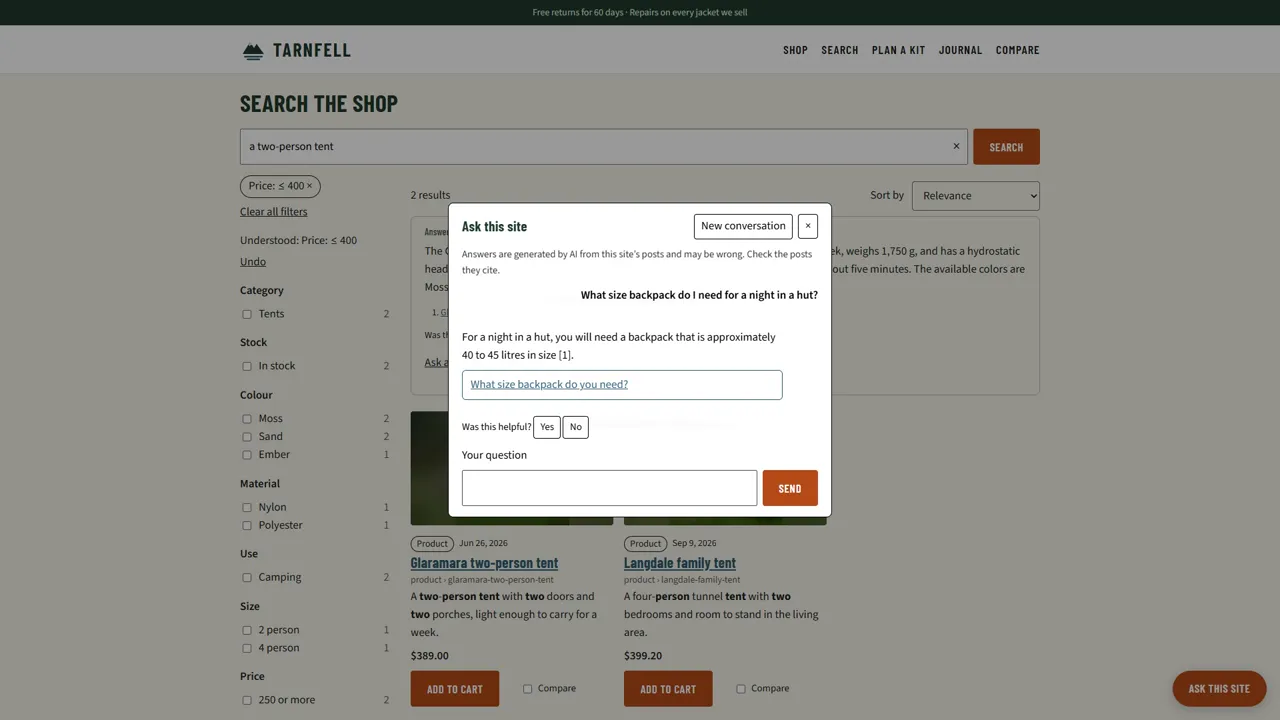 Free returns for 60 days · Repairs on every jacket we sell
TARNFELL
SHOP SEARCH PLAN A KIT JOURNAL COMPARE
SEARCH THE SHOP
a two-person tent ×
SEARCH
Price: ≤ 400 ×
Clear all filters
Understood: Price: ≤ 400
Undo
Category
Tents 2
Stock
In stock 2
Colour
Moss 2
Sand 2
Ember 1
Material
Nylon 1
Polyester 1
Use
Camping 2
Size
2 person 1
4 person 1
Price
250 or more 2
2 results
Sort by Relevance
weighs 1,750 g, and has a hydrostatic
head
out five minutes. The available colors are
Moss
Ask this site
New conversation
×
Answers are generated by AI from this site's posts and may be wrong. Check the posts
they cite.
What size backpack do I need for a night in a hut?
For a night in a hut, you will need a backpack that is approximately
40 to 45 litres in size [1].
What size backpack do you need?
Was this helpful? Yes No
Your question
SEND
Product Jun 26, 2026
Glaramara two-person tent
product › glaramara-two-person-tent
A two-person tent with two doors and
two porches, light enough to carry for a
week.
$389.00
ADD TO CART
Compare
Product Sep 9, 2026
Langdale family tent
product › langdale-family-tent
A four-person tunnel tent with two
bedrooms and room to stand in the living
area.
$399.20
ADD TO CART
Compare
ASK THIS SITE